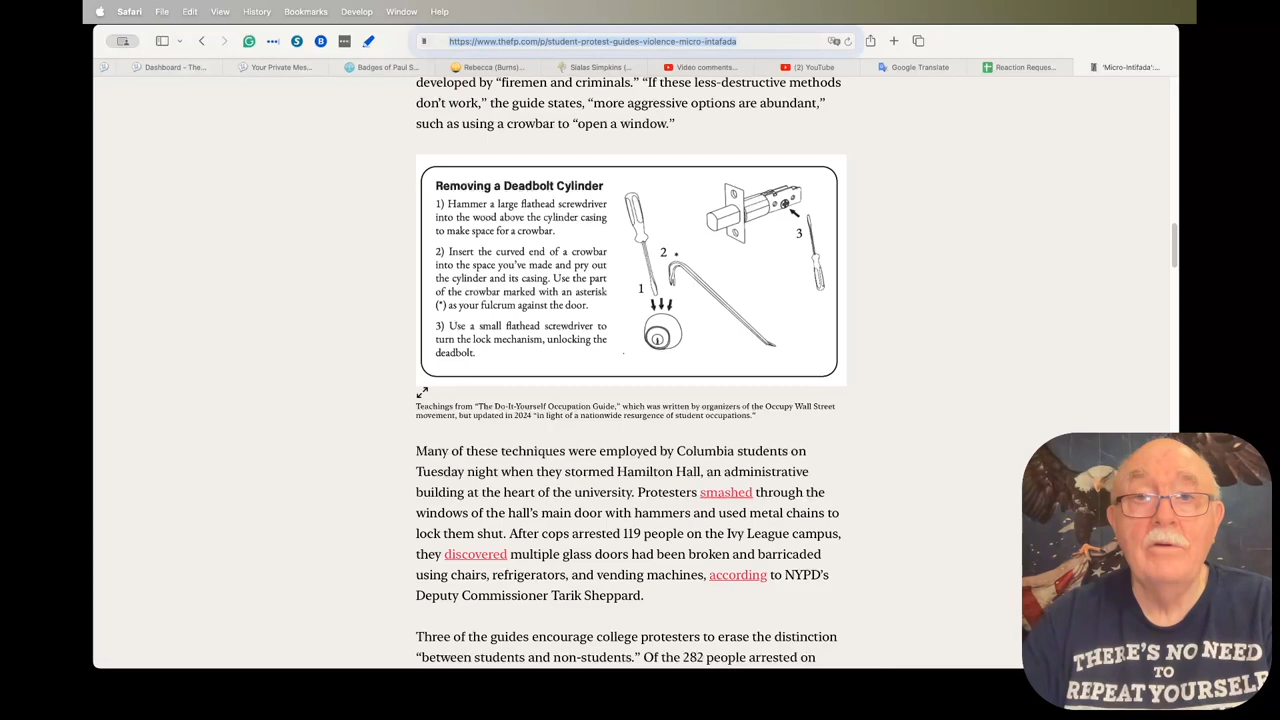 Safari File Edit View History Bookmarks Develop Window Help
https://www.thefp.com/p/student-protest-guides-violence-micro-intafada
Dashboard - The... Your Private Mes... Badges of Paul S... Rebecca (Burns)... Sialas Simpkins (... Video comments... (2) YouTube Google Translate Reaction Reques... 'Micro-Intifada':...
developed by “firemen and criminals.” “If these less-destructive methods
don’t work,” the guide states, “more aggressive options are abundant,”
such as using a crowbar to “open a window.”
Removing a Deadbolt Cylinder
1) Hammer a large flathead screwdriver
into the wood above the cylinder casing
to make space for a crowbar.
2) Insert the curved end of a crowbar
into the space you’ve made and pry out
the cylinder and its casing. Use the part
of the crowbar marked with an asterisk
(*) as your fulcrum against the door.
3) Use a small flathead screwdriver to
turn the lock mechanism, unlocking the
deadbolt.
1
2 *
3
Teachings from “The Do-It-Yourself Occupation Guide,” which was written by organizers of the Occupy Wall Street
movement, but updated in 2024 “in light of a nationwide resurgence of student occupations.”
Many of these techniques were employed by Columbia students on
Tuesday night when they stormed Hamilton Hall, an administrative
building at the heart of the university. Protesters smashed through the
windows of the hall’s main door with hammers and used metal chains to
lock them shut. After cops arrested 119 people on the Ivy League campus,
they discovered multiple glass doors had been broken and barricaded
using chairs, refrigerators, and vending machines, according to NYPD’s
Deputy Commissioner Tarik Sheppard.
Three of the guides encourage college protesters to erase the distinction
“between students and non-students.” Of the 282 people arrested on
THERE'S NO NEED
TO
REPEAT YOURSELF